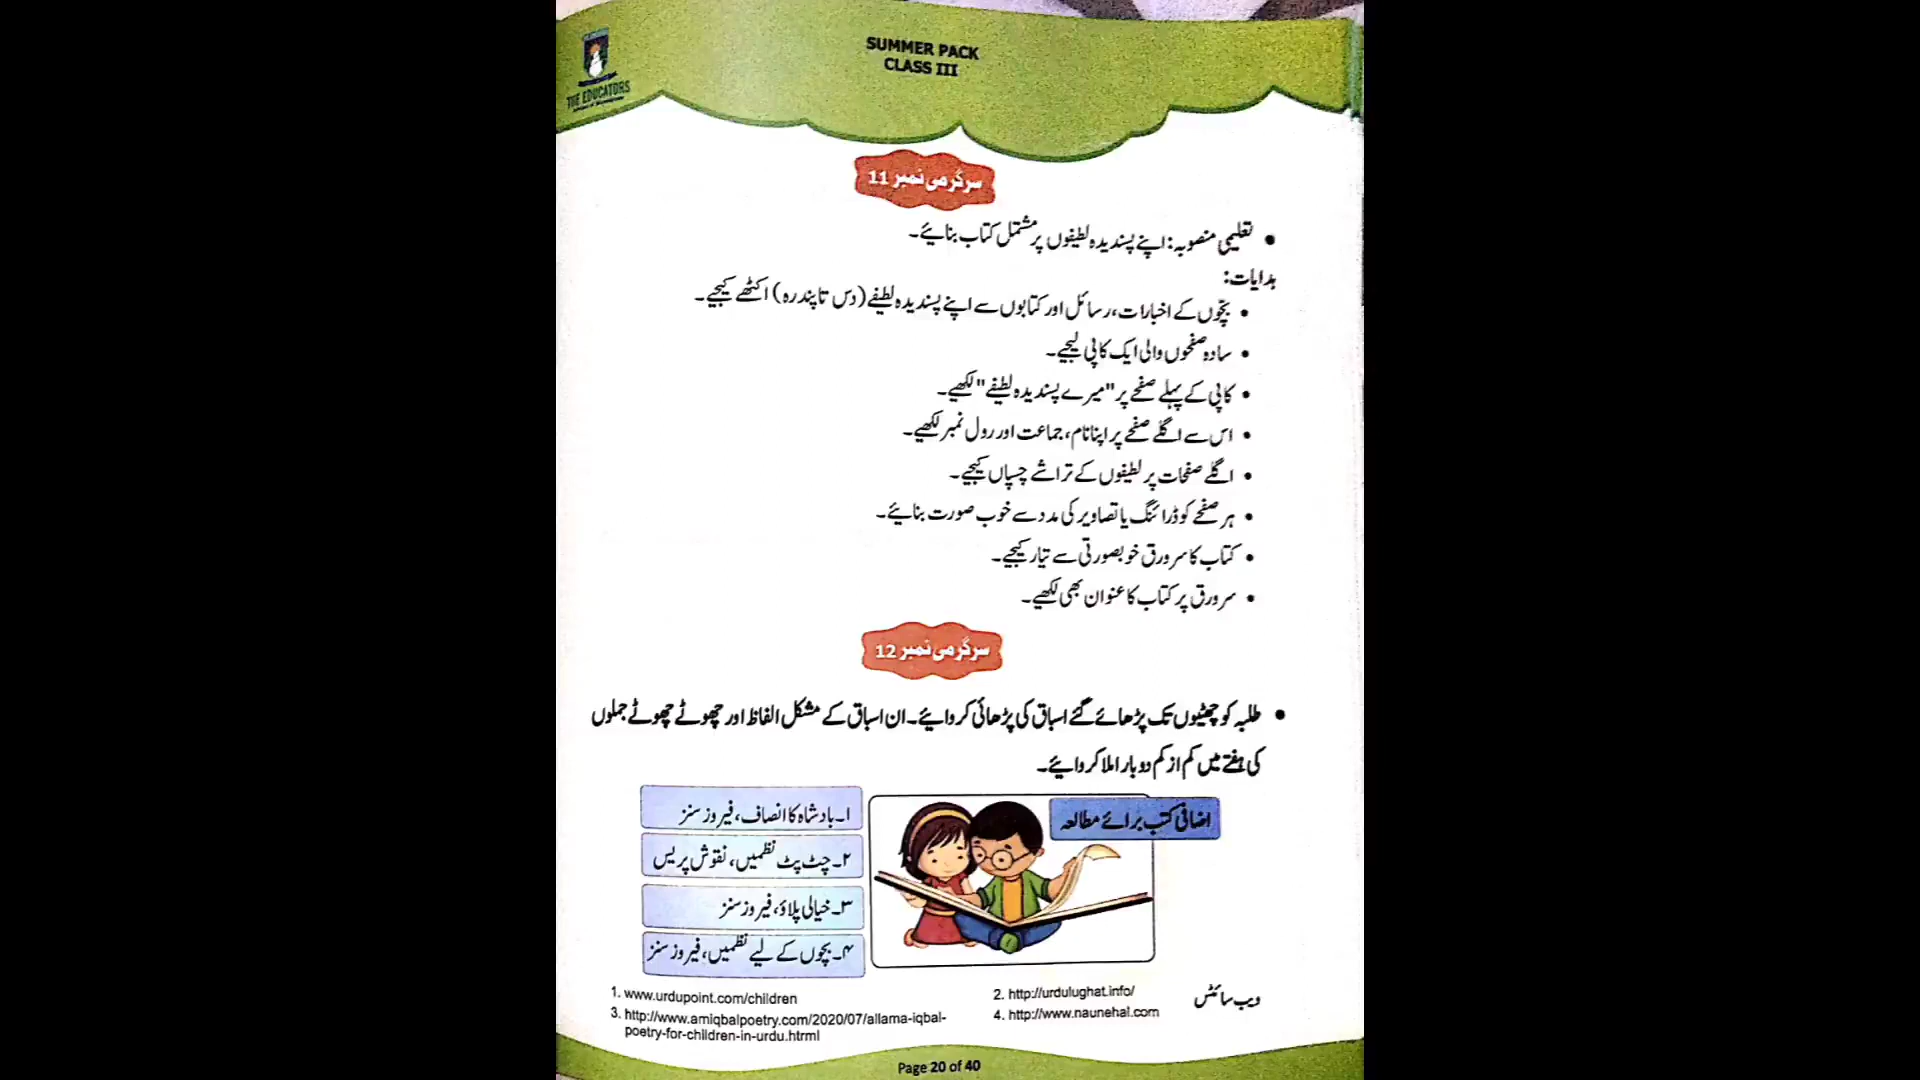 THE EDUCATORS
SUMMER PACK
CLASS III
سرگرمی نمبر 11
• تعلیمی منصوبہ: اپنے پسندیدہ لطیفوں پر مشتمل کتاب بنائیے۔
ہدایات:
• بچّوں کے اخبارات، رسائل اور کتابوں سے اپنے پسندیدہ لطیفے (دس تا پندرہ) اکٹھے کیجیے۔
• سادہ صفحوں والی ایک کاپی لیجیے۔
• کاپی کے پہلے صفحے پر "میرے پسندیدہ لطیفے" لکھیے۔
• اس سے اگلے صفحے پر اپنا نام، جماعت اور رول نمبر لکھیے۔
• اگلے صفحات پر لطیفوں کے تراشے چسپاں کیجیے۔
• ہر صفحے کو ڈرائنگ یا تصاویر کی مدد سے خوب صورت بنائیے۔
• کتاب کا سرورق خوبصورتی سے تیار کیجیے۔
• سرورق پر کتاب کا عنوان بھی لکھیے۔
سرگرمی نمبر 12
• طلبہ کو چھٹیوں تک پڑھائے گئے اسباق کی پڑھائی کروائیے۔ ان اسباق کے مشکل الفاظ اور چھوٹے چھوٹے جملوں
کی ہفتے میں کم از کم دو بار املا کروائیے۔
اضافی کتب برائے مطالعہ
۱۔ بادشاہ کا انصاف، فیروز سنز
۲۔ چٹ پٹ نظمیں، نقوش پریس
۳۔ خیالی پلاؤ، فیروز سنز
۴۔ بچوں کے لیے نظمیں، فیروز سنز
ویب سائٹس
1. www.urdupoint.com/children
2. http://urdulughat.info/
3. http://www.amiqbalpoetry.com/2020/07/allama-iqbal-
poetry-for-children-in-urdu.html
4. http://www.naunehal.com
Page 20 of 40